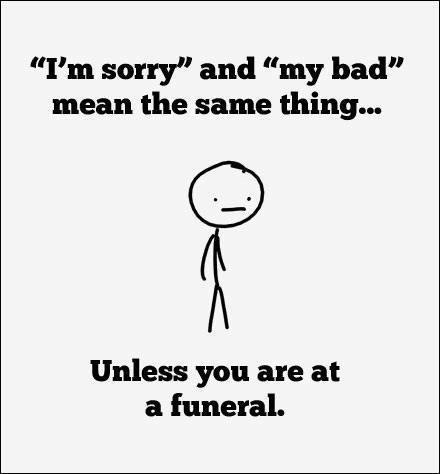 “I’m sorry” and “my bad”
mean the same thing...
Unless you are at
a funeral.